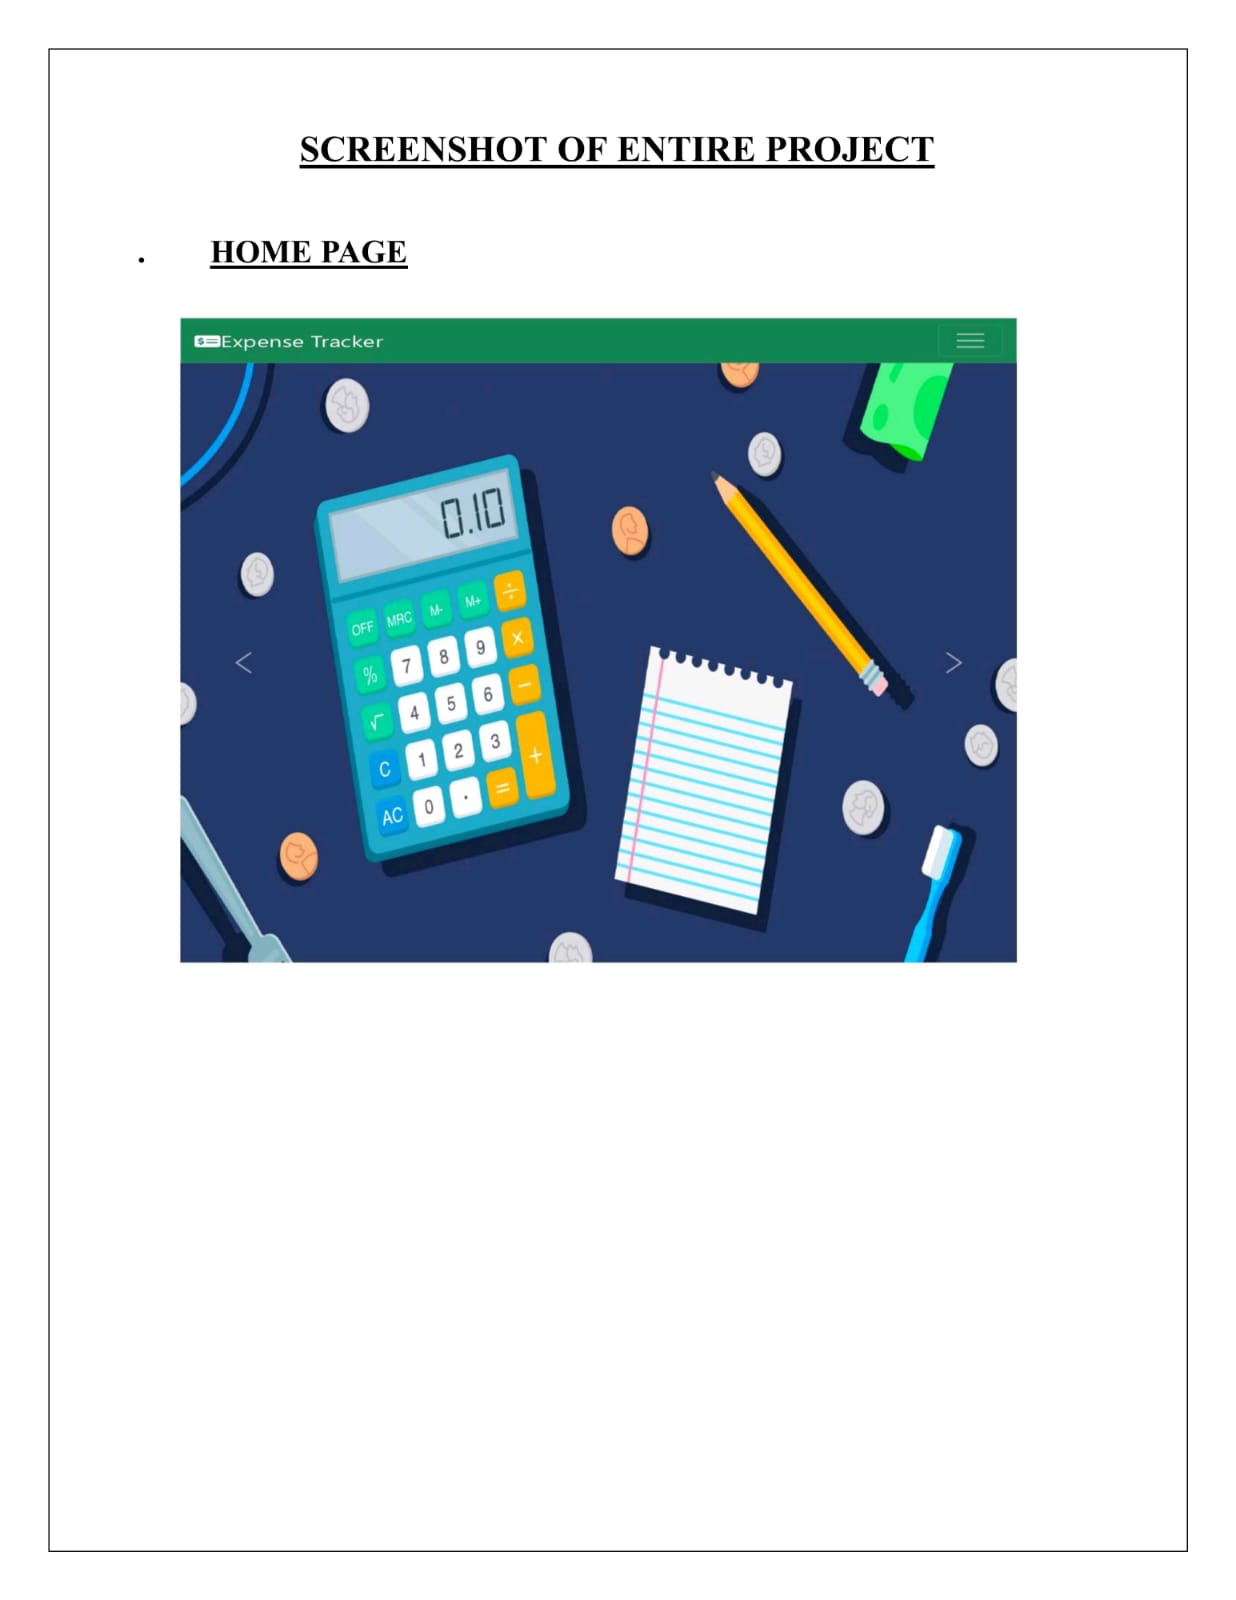 SCREENSHOT OF ENTIRE PROJECT
. HOME PAGE
Expense Tracker
0.10
OFF MRC M- M+ ÷
% 7 8 9 ×
√ 4 5 6 −
C 1 2 3 +
AC 0 . =